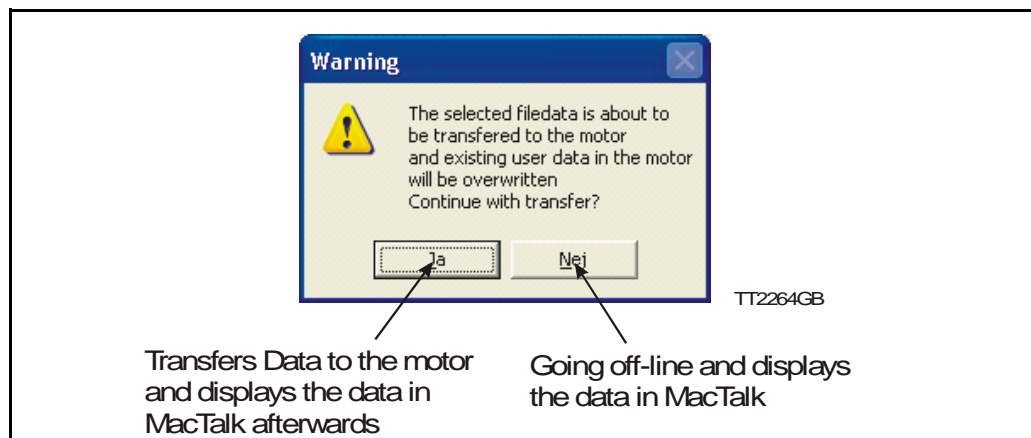 Warning
The selected filedata is about to
be transfered to the motor
and existing user data in the motor
will be overwritten
Continue with transfer?
Ja
Nej
TT2264GB
Transfers Data to the motor
and displays the data in
MacTalk afterwards
Going off-line and displays
the data in MacTalk